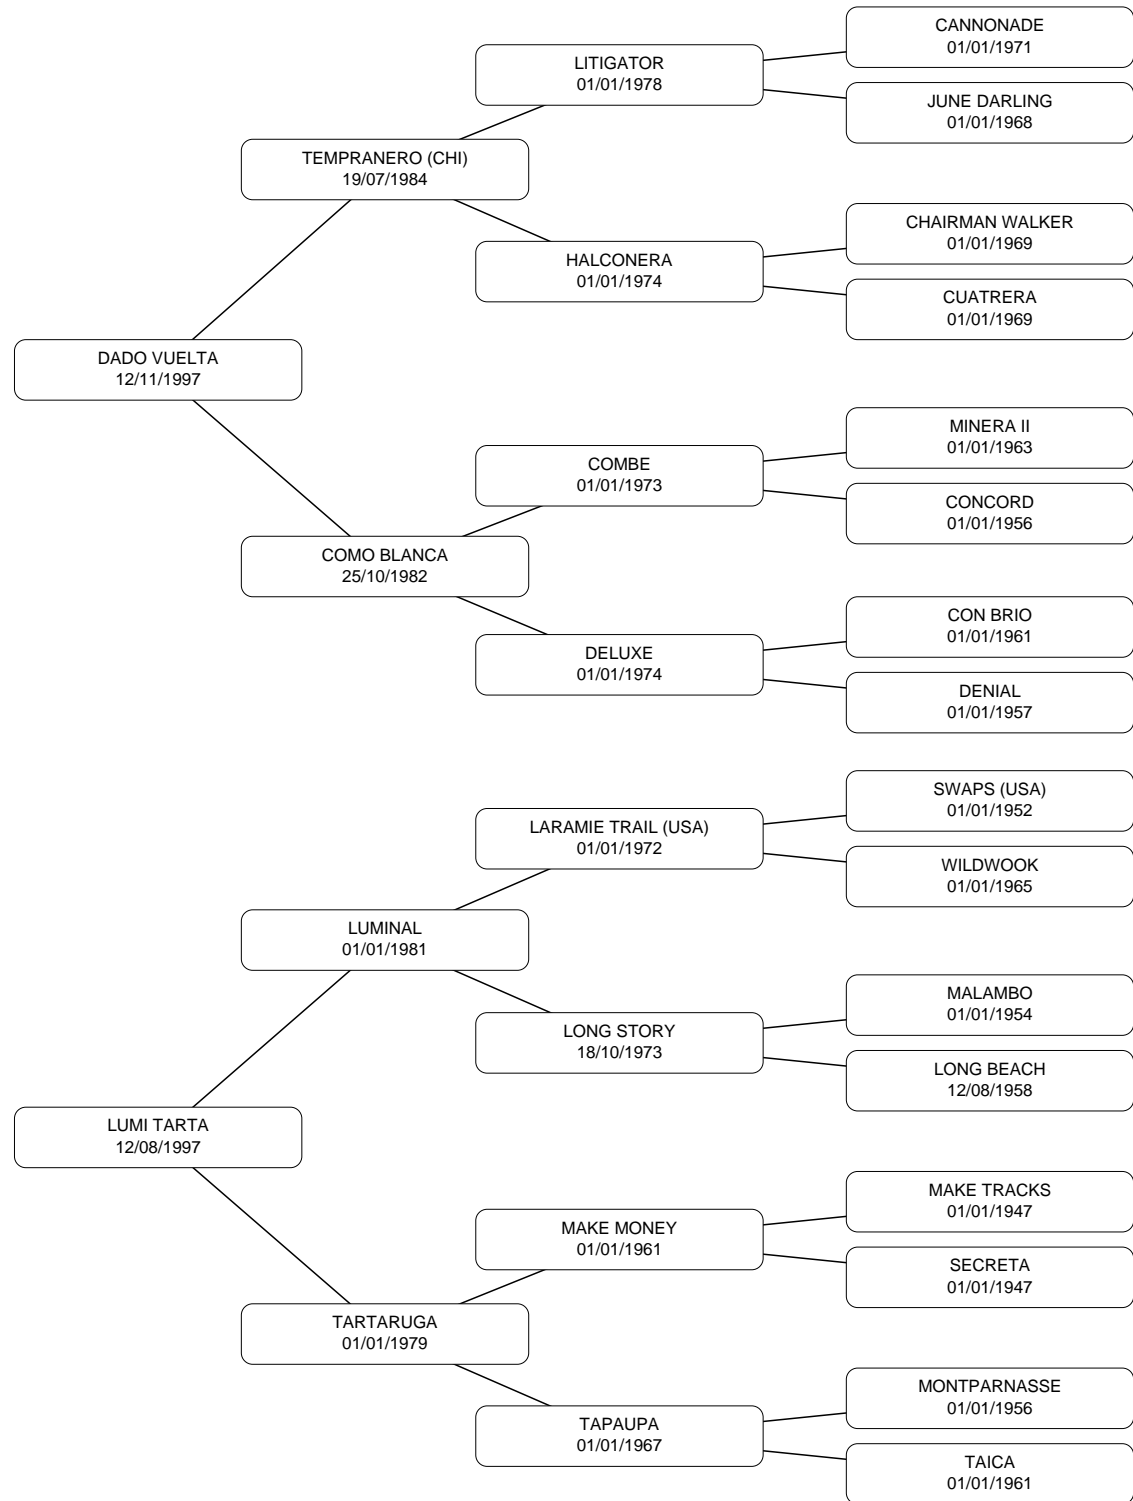 CANNONADE
01/01/1971
LITIGATOR
01/01/1978
JUNE DARLING
01/01/1968
TEMPRANERO (CHI)
19/07/1984
CHAIRMAN WALKER
01/01/1969
HALCONERA
01/01/1974
CUATRERA
01/01/1969
DADO VUELTA
12/11/1997
MINERA II
01/01/1963
COMBE
01/01/1973
CONCORD
01/01/1956
COMO BLANCA
25/10/1982
CON BRIO
01/01/1961
DELUXE
01/01/1974
DENIAL
01/01/1957
SWAPS (USA)
01/01/1952
LARAMIE TRAIL (USA)
01/01/1972
WILDWOOK
01/01/1965
LUMINAL
01/01/1981
MALAMBO
01/01/1954
LONG STORY
18/10/1973
LONG BEACH
12/08/1958
LUMI TARTA
12/08/1997
MAKE TRACKS
01/01/1947
MAKE MONEY
01/01/1961
SECRETA
01/01/1947
TARTARUGA
01/01/1979
MONTPARNASSE
01/01/1956
TAPAUPA
01/01/1967
TAICA
01/01/1961